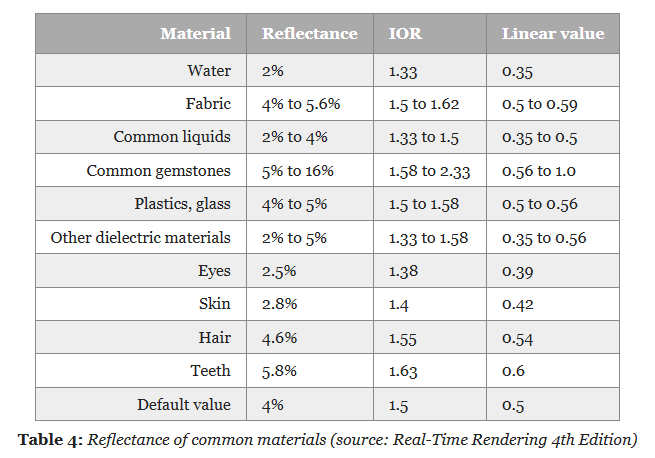 Material Reflectance IOR Linear value
Water 2% 1.33 0.35
Fabric 4% to 5.6% 1.5 to 1.62 0.5 to 0.59
Common liquids 2% to 4% 1.33 to 1.5 0.35 to 0.5
Common gemstones 5% to 16% 1.58 to 2.33 0.56 to 1.0
Plastics, glass 4% to 5% 1.5 to 1.58 0.5 to 0.56
Other dielectric materials 2% to 5% 1.33 to 1.58 0.35 to 0.56
Eyes 2.5% 1.38 0.39
Skin 2.8% 1.4 0.42
Hair 4.6% 1.55 0.54
Teeth 5.8% 1.63 0.6
Default value 4% 1.5 0.5
Table 4: Reflectance of common materials (source: Real-Time Rendering 4th Edition)